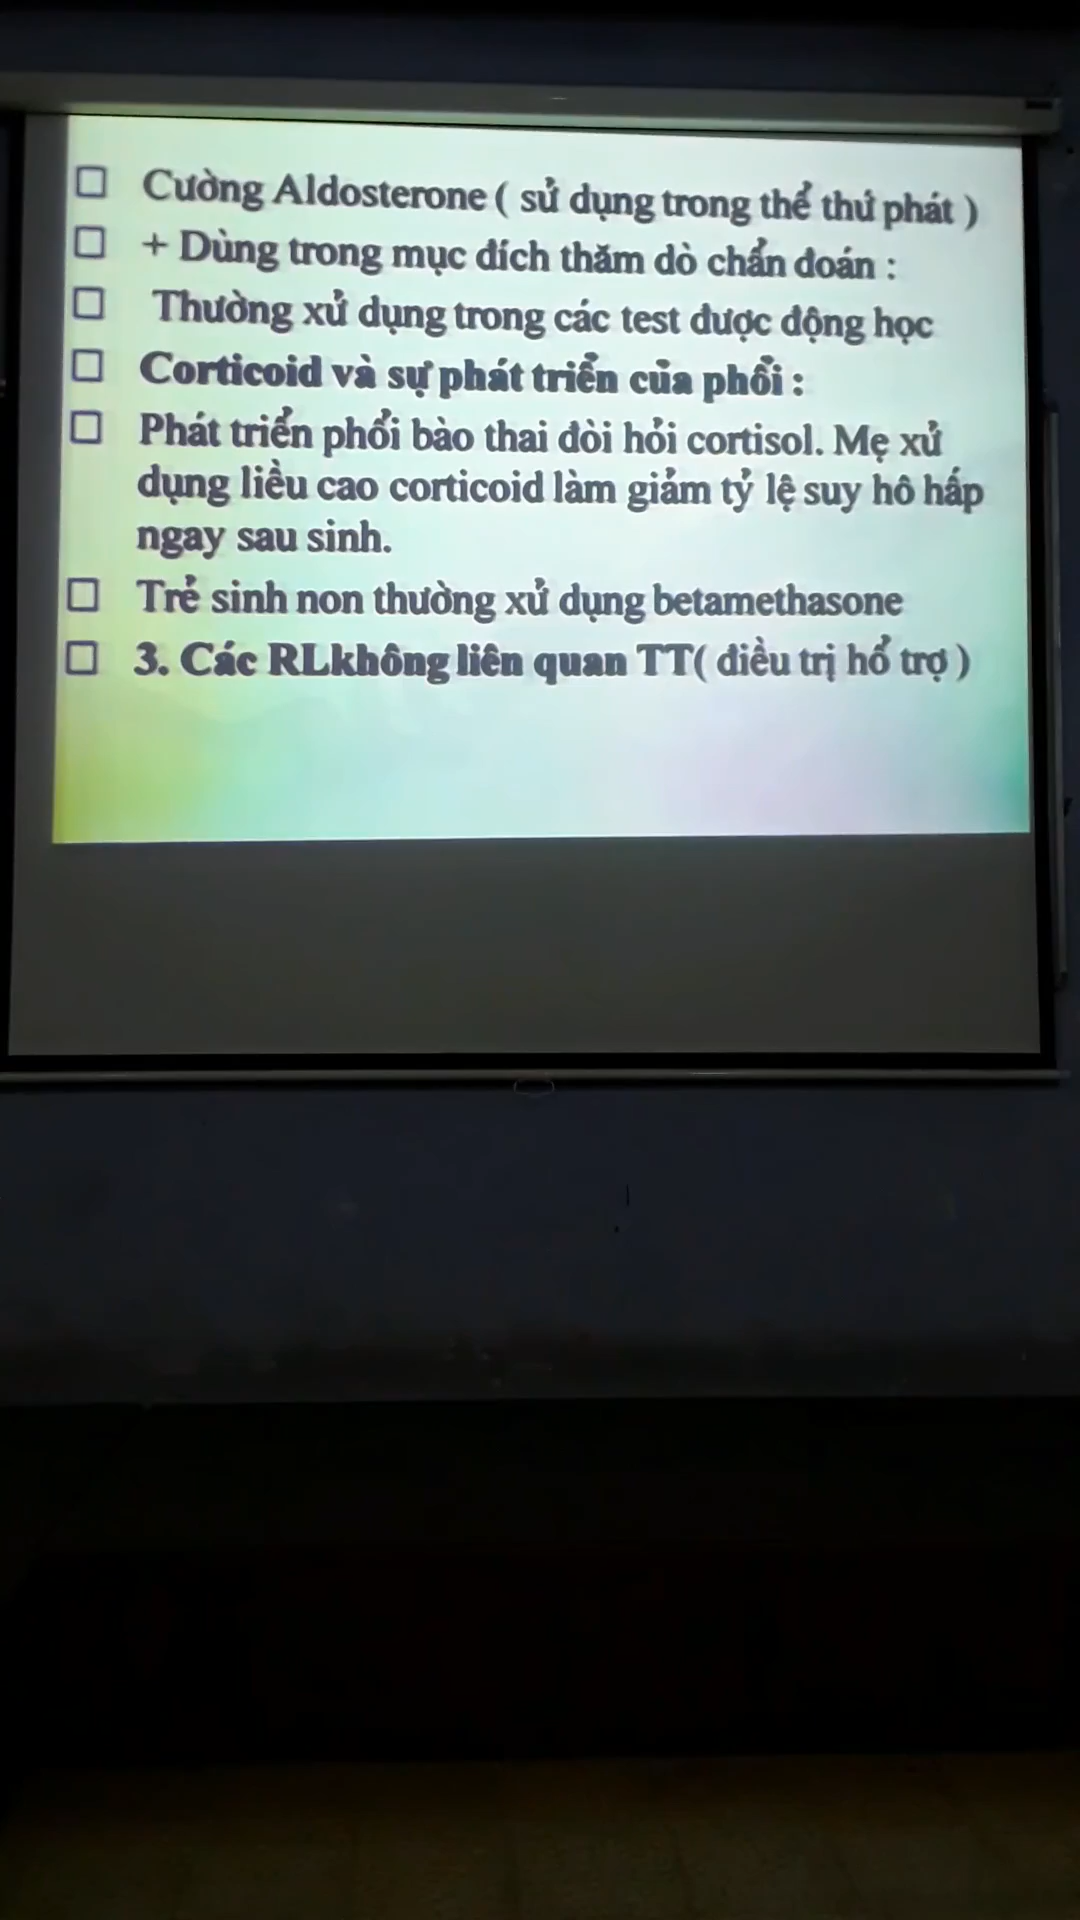 □ Cường Aldosterone ( sử dụng trong thể thứ phát )
□ + Dùng trong mục đích thăm dò chẩn đoán :
□ Thường xử dụng trong các test dược động học
□ Corticoid và sự phát triển của phổi :
□ Phát triển phổi bào thai đòi hỏi cortisol. Mẹ xử
dụng liều cao corticoid làm giảm tỷ lệ suy hô hấp
ngay sau sinh.
□ Trẻ sinh non thường xử dụng betamethasone
□ 3. Các RLkhông liên quan TT( điều trị hổ trợ )